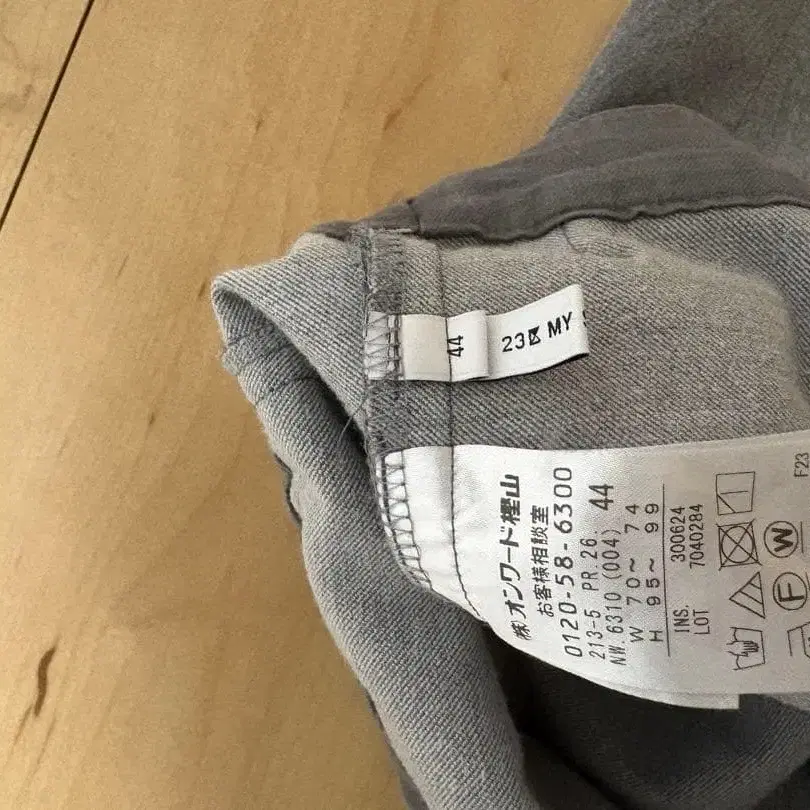 44
23 MY
(株)オンワード樫山
お客様相談室
0120-58-6300
213-5 PR.26 44
NW.6310 (004)
W 70~ 74
H 95~ 99
INS. 300624
LOT 7040284
W
F
F23